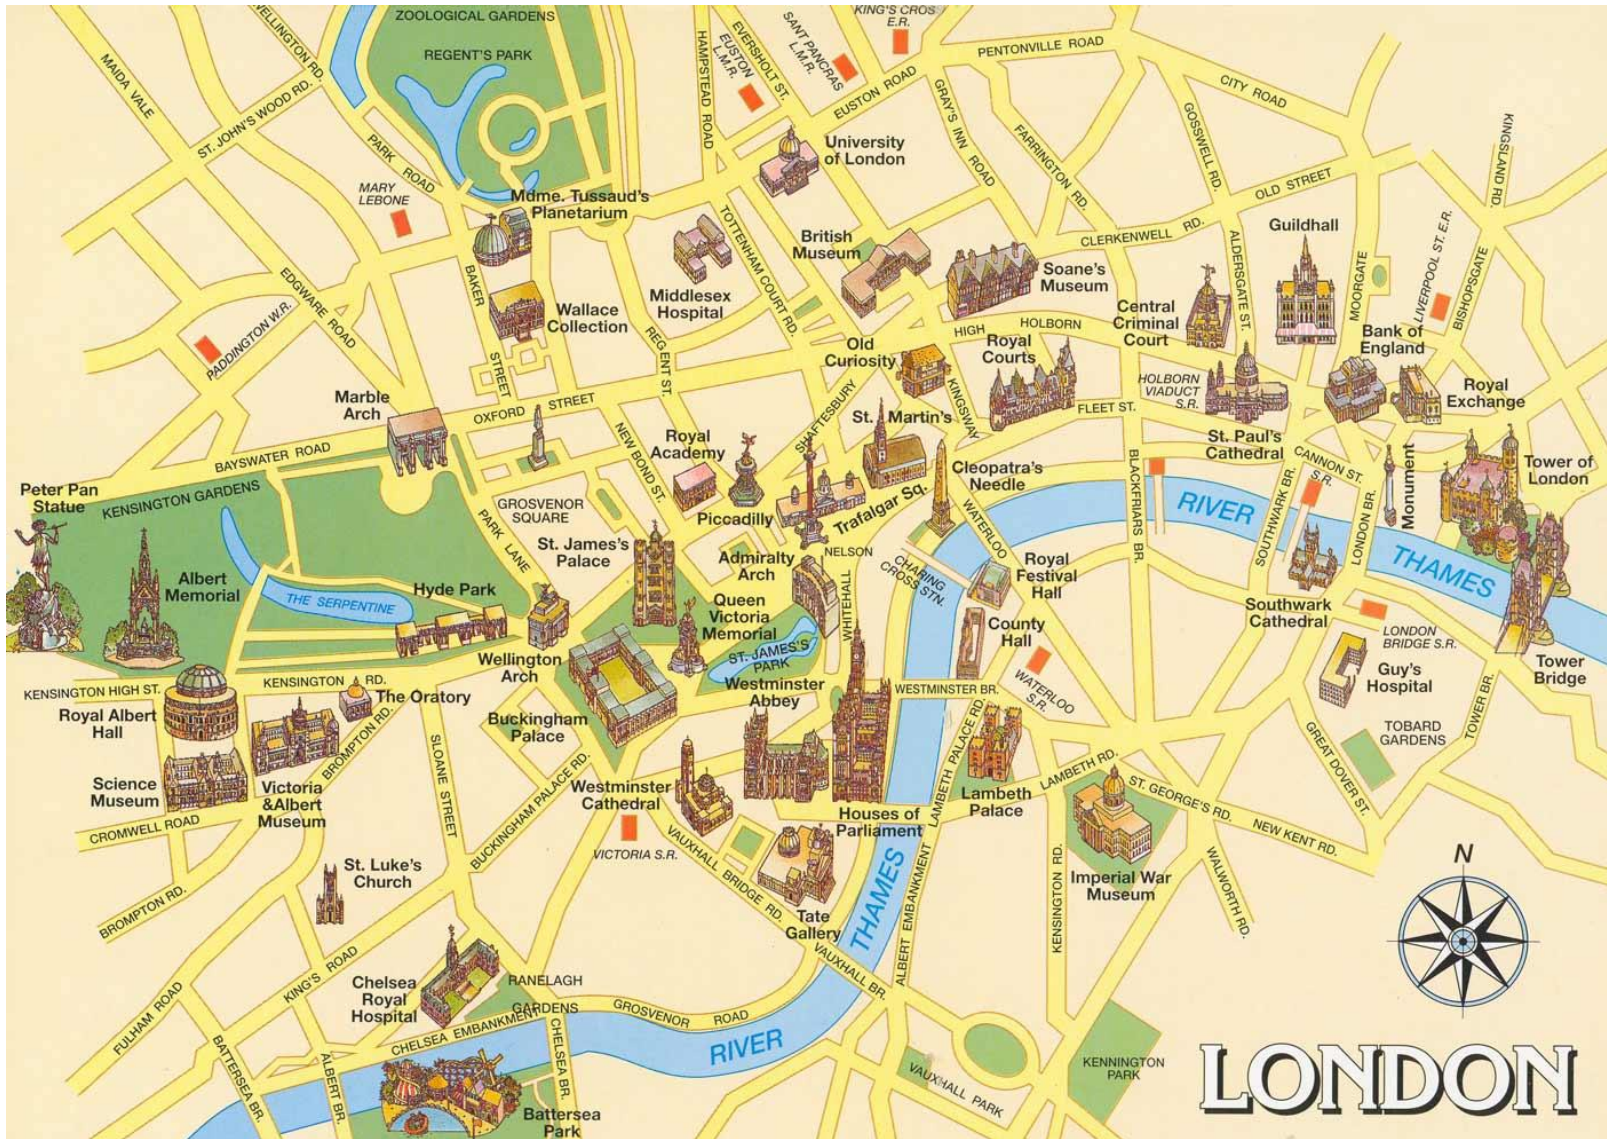 ZOOLOGICAL GARDENS
REGENT'S PARK
WELLINGTON RD.
MAIDA VALE
ST. JOHN'S WOOD RD.
PARK ROAD
HAMPSTEAD ROAD
EVERSHOLT ST.
EUSTON
L.M.R.
SANT PANCRAS
L.M.R.
KING'S CROS
E.R.
EUSTON ROAD
PENTONVILLE ROAD
CITY ROAD
GRAY'S INN ROAD
FARRINGTON RD.
GOSSWELL RD.
OLD STREET
KINGSLAND RD.
University
of London
MARY
LEBONE
Mdme. Tussaud's
Planetarium
TOTTENHAM COURT RD.
British
Museum
CLERKENWELL RD.
Soane's
Museum
ALDERSGATE ST.
Guildhall
MOORGATE
LIVERPOOL ST. E.R.
BISHOPSGATE
EDGWARE ROAD
PADDINGTON W.R.
BAKER
STREET
Wallace
Collection
Middlesex
Hospital
REGENT ST.
Old
Curiosity
HIGH HOLBORN
Royal
Courts
Central
Criminal
Court
Bank of
England
HOLBORN
VIADUCT
S.R.
Royal
Exchange
Marble
Arch
OXFORD STREET
NEW BOND ST.
SHAFTESBURY
KINGSWAY
FLEET ST.
St. Martin's
St. Paul's
Cathedral
CANNON ST.
S.R.
Monument
Tower of
London
BAYSWATER ROAD
Royal
Academy
Piccadilly
Trafalgar Sq.
Cleopatra's
Needle
BLACKFRIARS BR.
RIVER
THAMES
SOUTHWARK BR.
LONDON BR.
Peter Pan
Statue
KENSINGTON GARDENS
GROSVENOR
SQUARE
PARK LANE
St. James's
Palace
Admiralty
Arch
NELSON
WHITEHALL
CHARING
CROSS STN.
WATERLOO
Royal
Festival
Hall
Albert
Memorial
THE SERPENTINE
Hyde Park
Queen
Victoria
Memorial
ST. JAMES'S
PARK
County
Hall
Southwark
Cathedral
LONDON
BRIDGE S.R.
Guy's
Hospital
Tower
Bridge
TOWER BR.
Wellington
Arch
KENSINGTON HIGH ST.
KENSINGTON RD.
The Oratory
Royal Albert
Hall
Buckingham
Palace
Westminster
Abbey
WESTMINSTER BR.
WATERLOO
S.R.
LAMBETH PALACE RD.
TOBARD
GARDENS
GREAT DOVER ST.
BROMPTON RD.
SLOANE STREET
BUCKINGHAM PALACE RD.
Science
Museum
Victoria
&Albert
Museum
CROMWELL ROAD
Westminster
Cathedral
VICTORIA S.R.
Houses of
Parliament
Lambeth
Palace
LAMBETH RD.
ST. GEORGE'S RD.
NEW KENT RD.
WALWORTH RD.
Imperial War
Museum
KENSINGTON RD.
St. Luke's
Church
BROMPTON RD.
VAUXHALL BRIDGE RD.
Tate
Gallery
THAMES
ALBERT EMBANKMENT
VAUXHALL BR.
N
KING'S ROAD
FULHAM ROAD
Chelsea
Royal
Hospital
RANELAGH
GARDENS
CHELSEA EMBANKMENT
GROSVENOR ROAD
RIVER
BATTERSEA BR.
ALBERT BR.
CHELSEA BR.
Battersea
Park
VAUXHALL PARK
KENNINGTON
PARK
LONDON